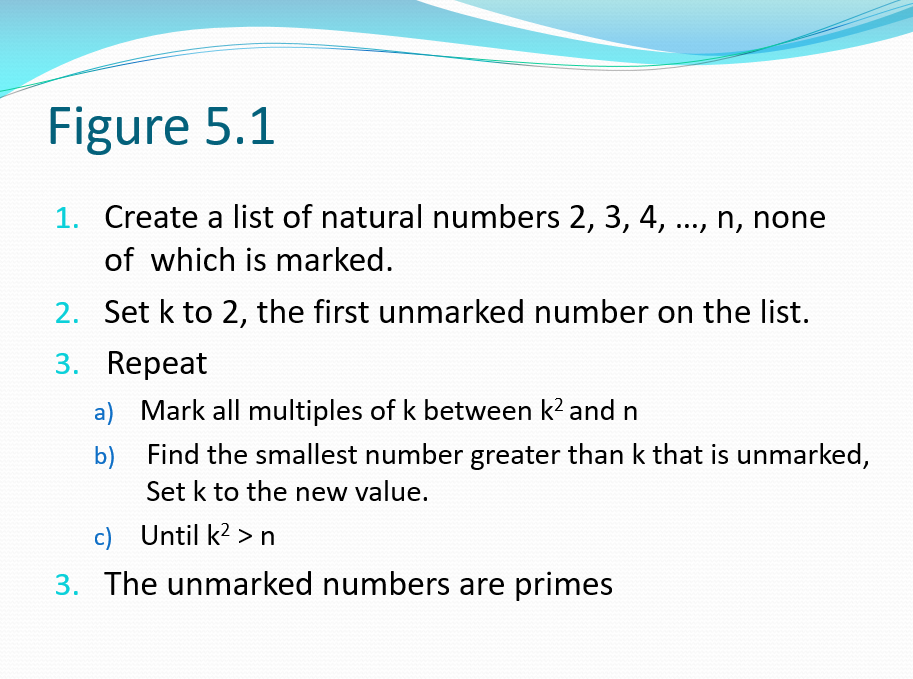 Figure 5.1
1. Create a list of natural numbers 2, 3, 4, …, n, none
of which is marked.
2. Set k to 2, the first unmarked number on the list.
3. Repeat
a) Mark all multiples of k between k² and n
b) Find the smallest number greater than k that is unmarked,
Set k to the new value.
c) Until k² > n
3. The unmarked numbers are primes